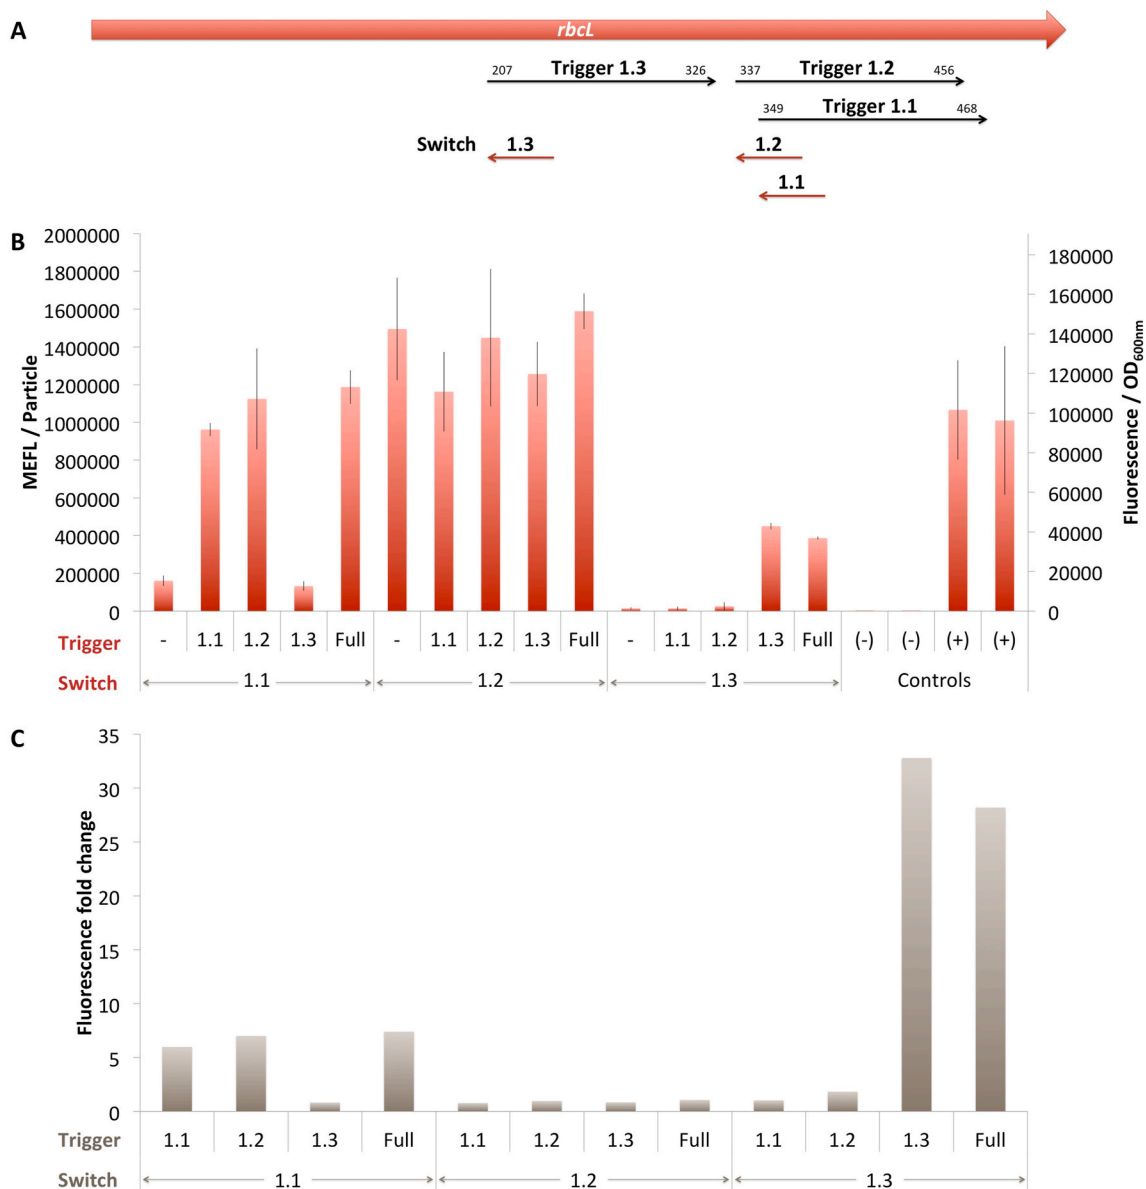 A
rbcL
207 Trigger 1.3 326
337 Trigger 1.2 456
349 Trigger 1.1 468
Switch 1.3 1.2
1.1
B
MEFL / Particle
2000000
1800000
1600000
1400000
1200000
1000000
800000
600000
400000
200000
0
Fluorescence / OD600nm
180000
160000
140000
120000
100000
80000
60000
40000
20000
0
Trigger - 1.1 1.2 1.3 Full - 1.1 1.2 1.3 Full - 1.1 1.2 1.3 Full (-) (-) (+) (+)
Switch 1.1 1.2 1.3 Controls
C
Fluorescence fold change
35
30
25
20
15
10
5
0
Trigger 1.1 1.2 1.3 Full 1.1 1.2 1.3 Full 1.1 1.2 1.3 Full
Switch 1.1 1.2 1.3